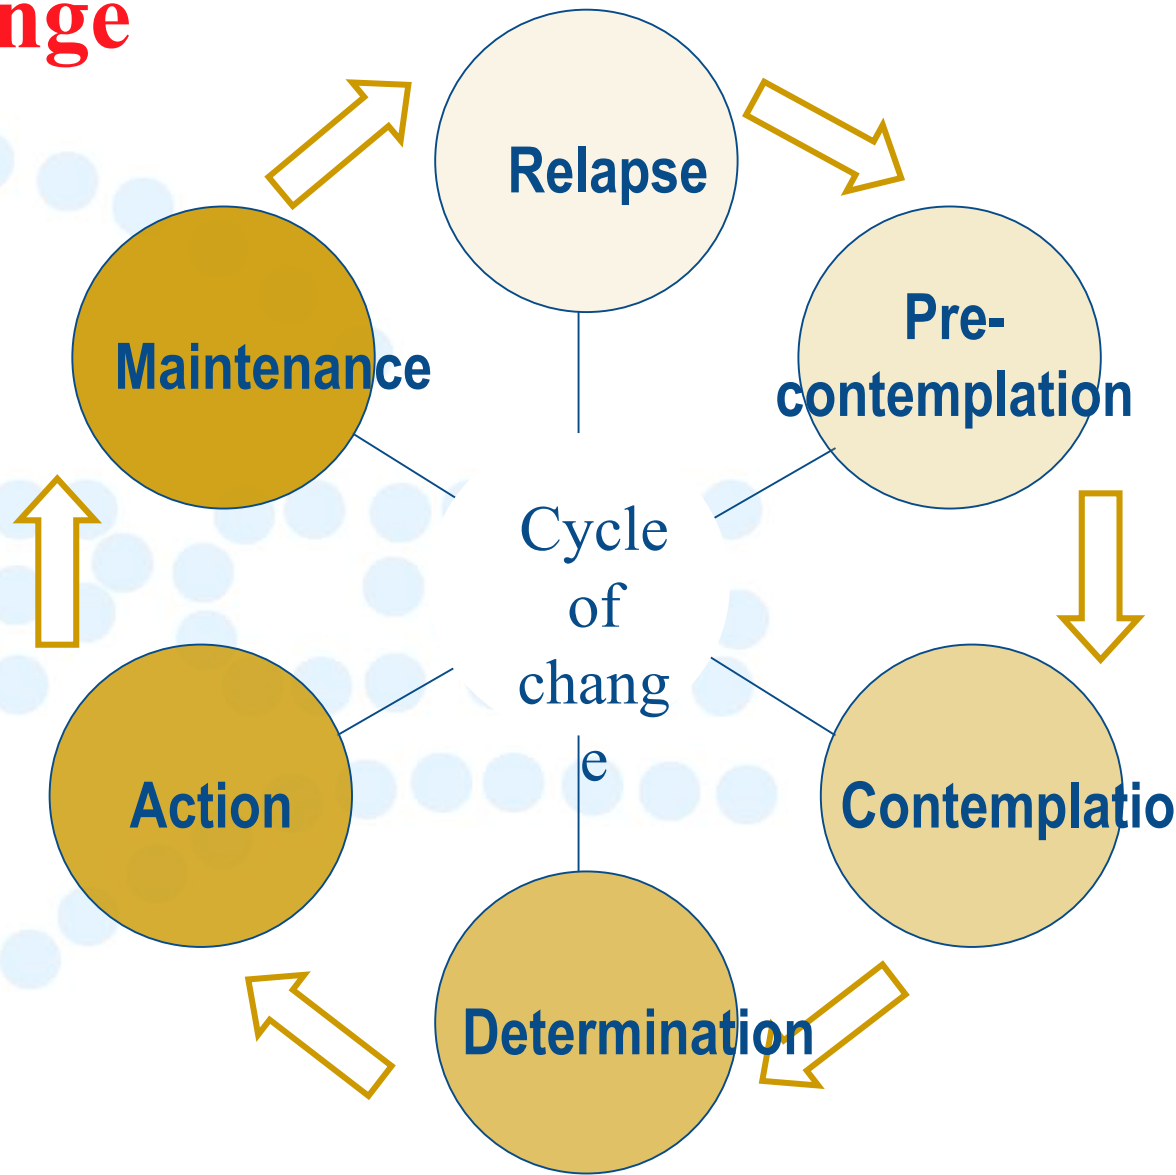 nge
Relapse
Pre-
contemplation
Maintenance
Cycle
of
chang
e
Action
Contemplatio
Determination